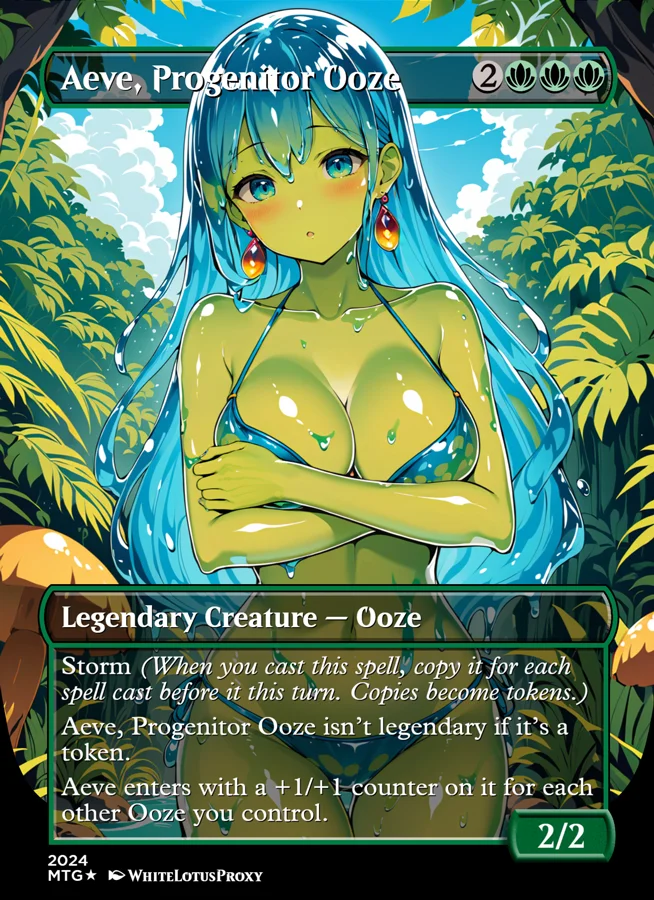 Aeve, Progenitor Ooze 2
Legendary Creature — Ooze
Storm (When you cast this spell, copy it for each
spell cast before it this turn. Copies become tokens.)
Aeve, Progenitor Ooze isn't legendary if it's a
token.
Aeve enters with a +1/+1 counter on it for each
other Ooze you control.
2/2
2024
MTG★ WhiteLotusProxy